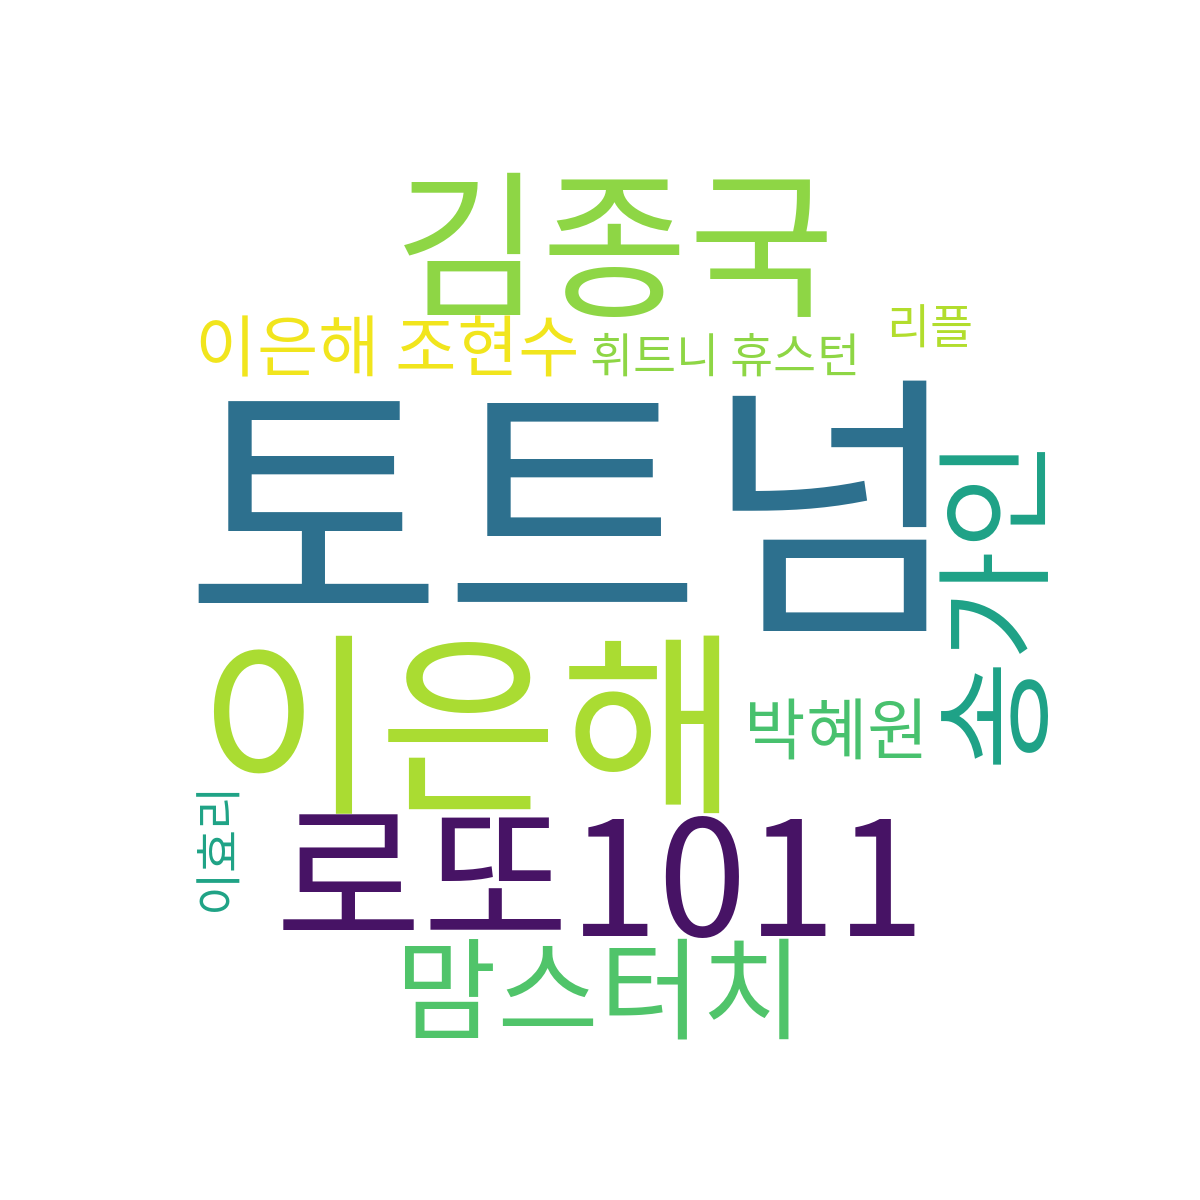 김종국
리플
이은해 조현수
휘트니 휴스턴
토트넘
송가인
이은해
박혜원
이효리
로또1011
맘스터치